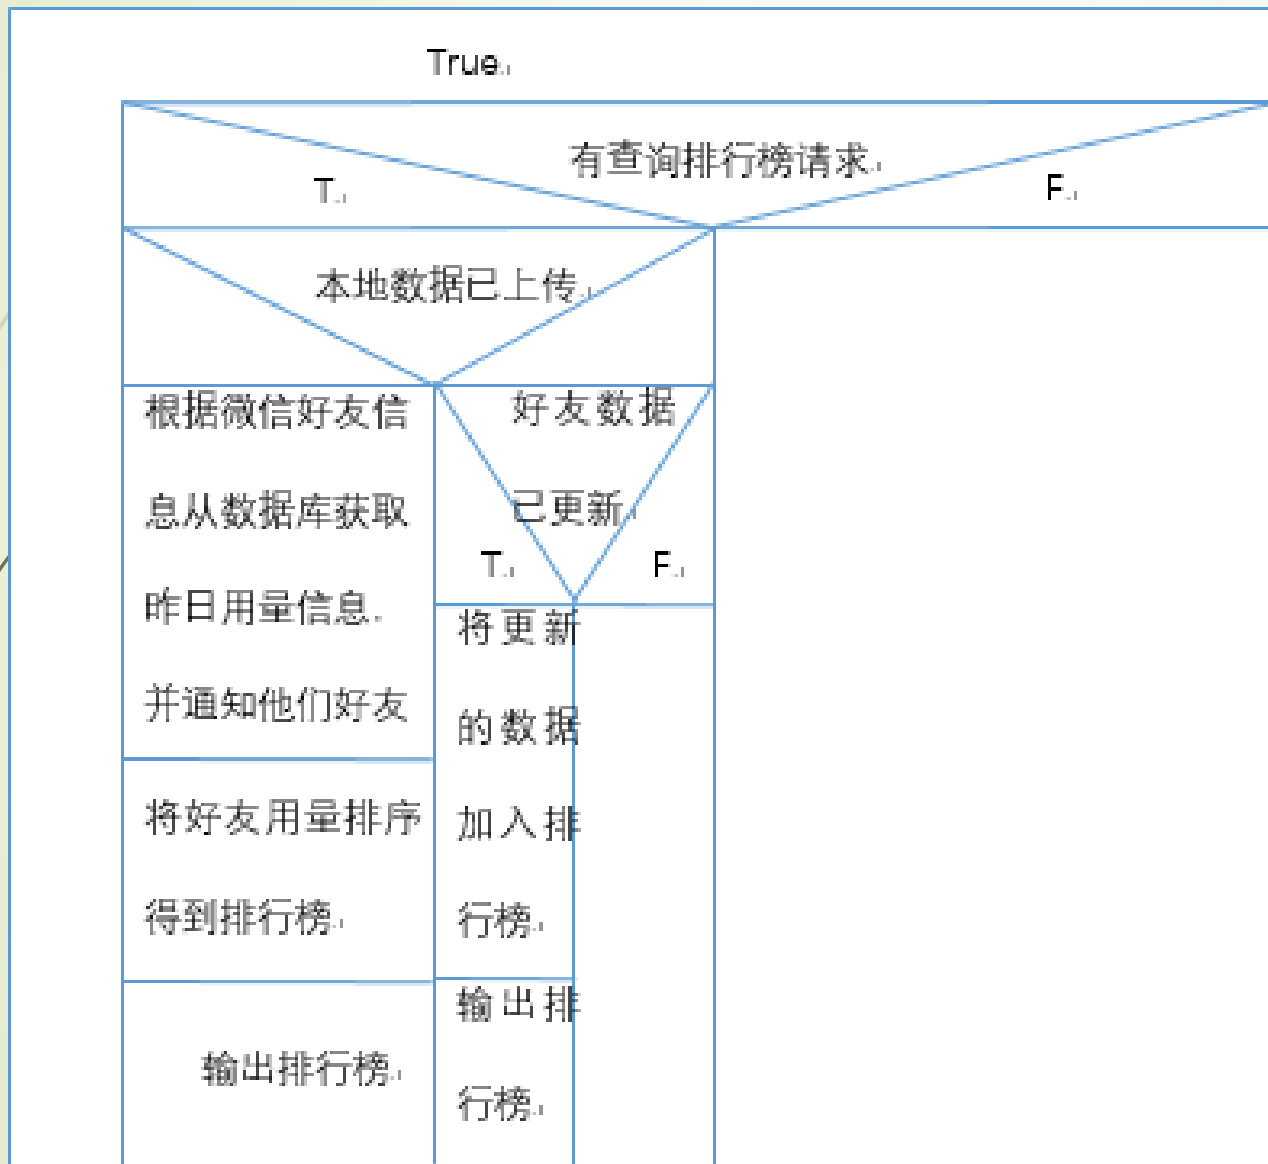 True
有查询排行榜请求
T
F
本地数据已上传
根据微信好友信
息从数据库获取
昨日用量信息
并通知他们好友
好友数据
已更新
T
F
将更新
的数据
加入排
行榜
将好友用量排序
得到排行榜
输出排行榜
输出排
行榜